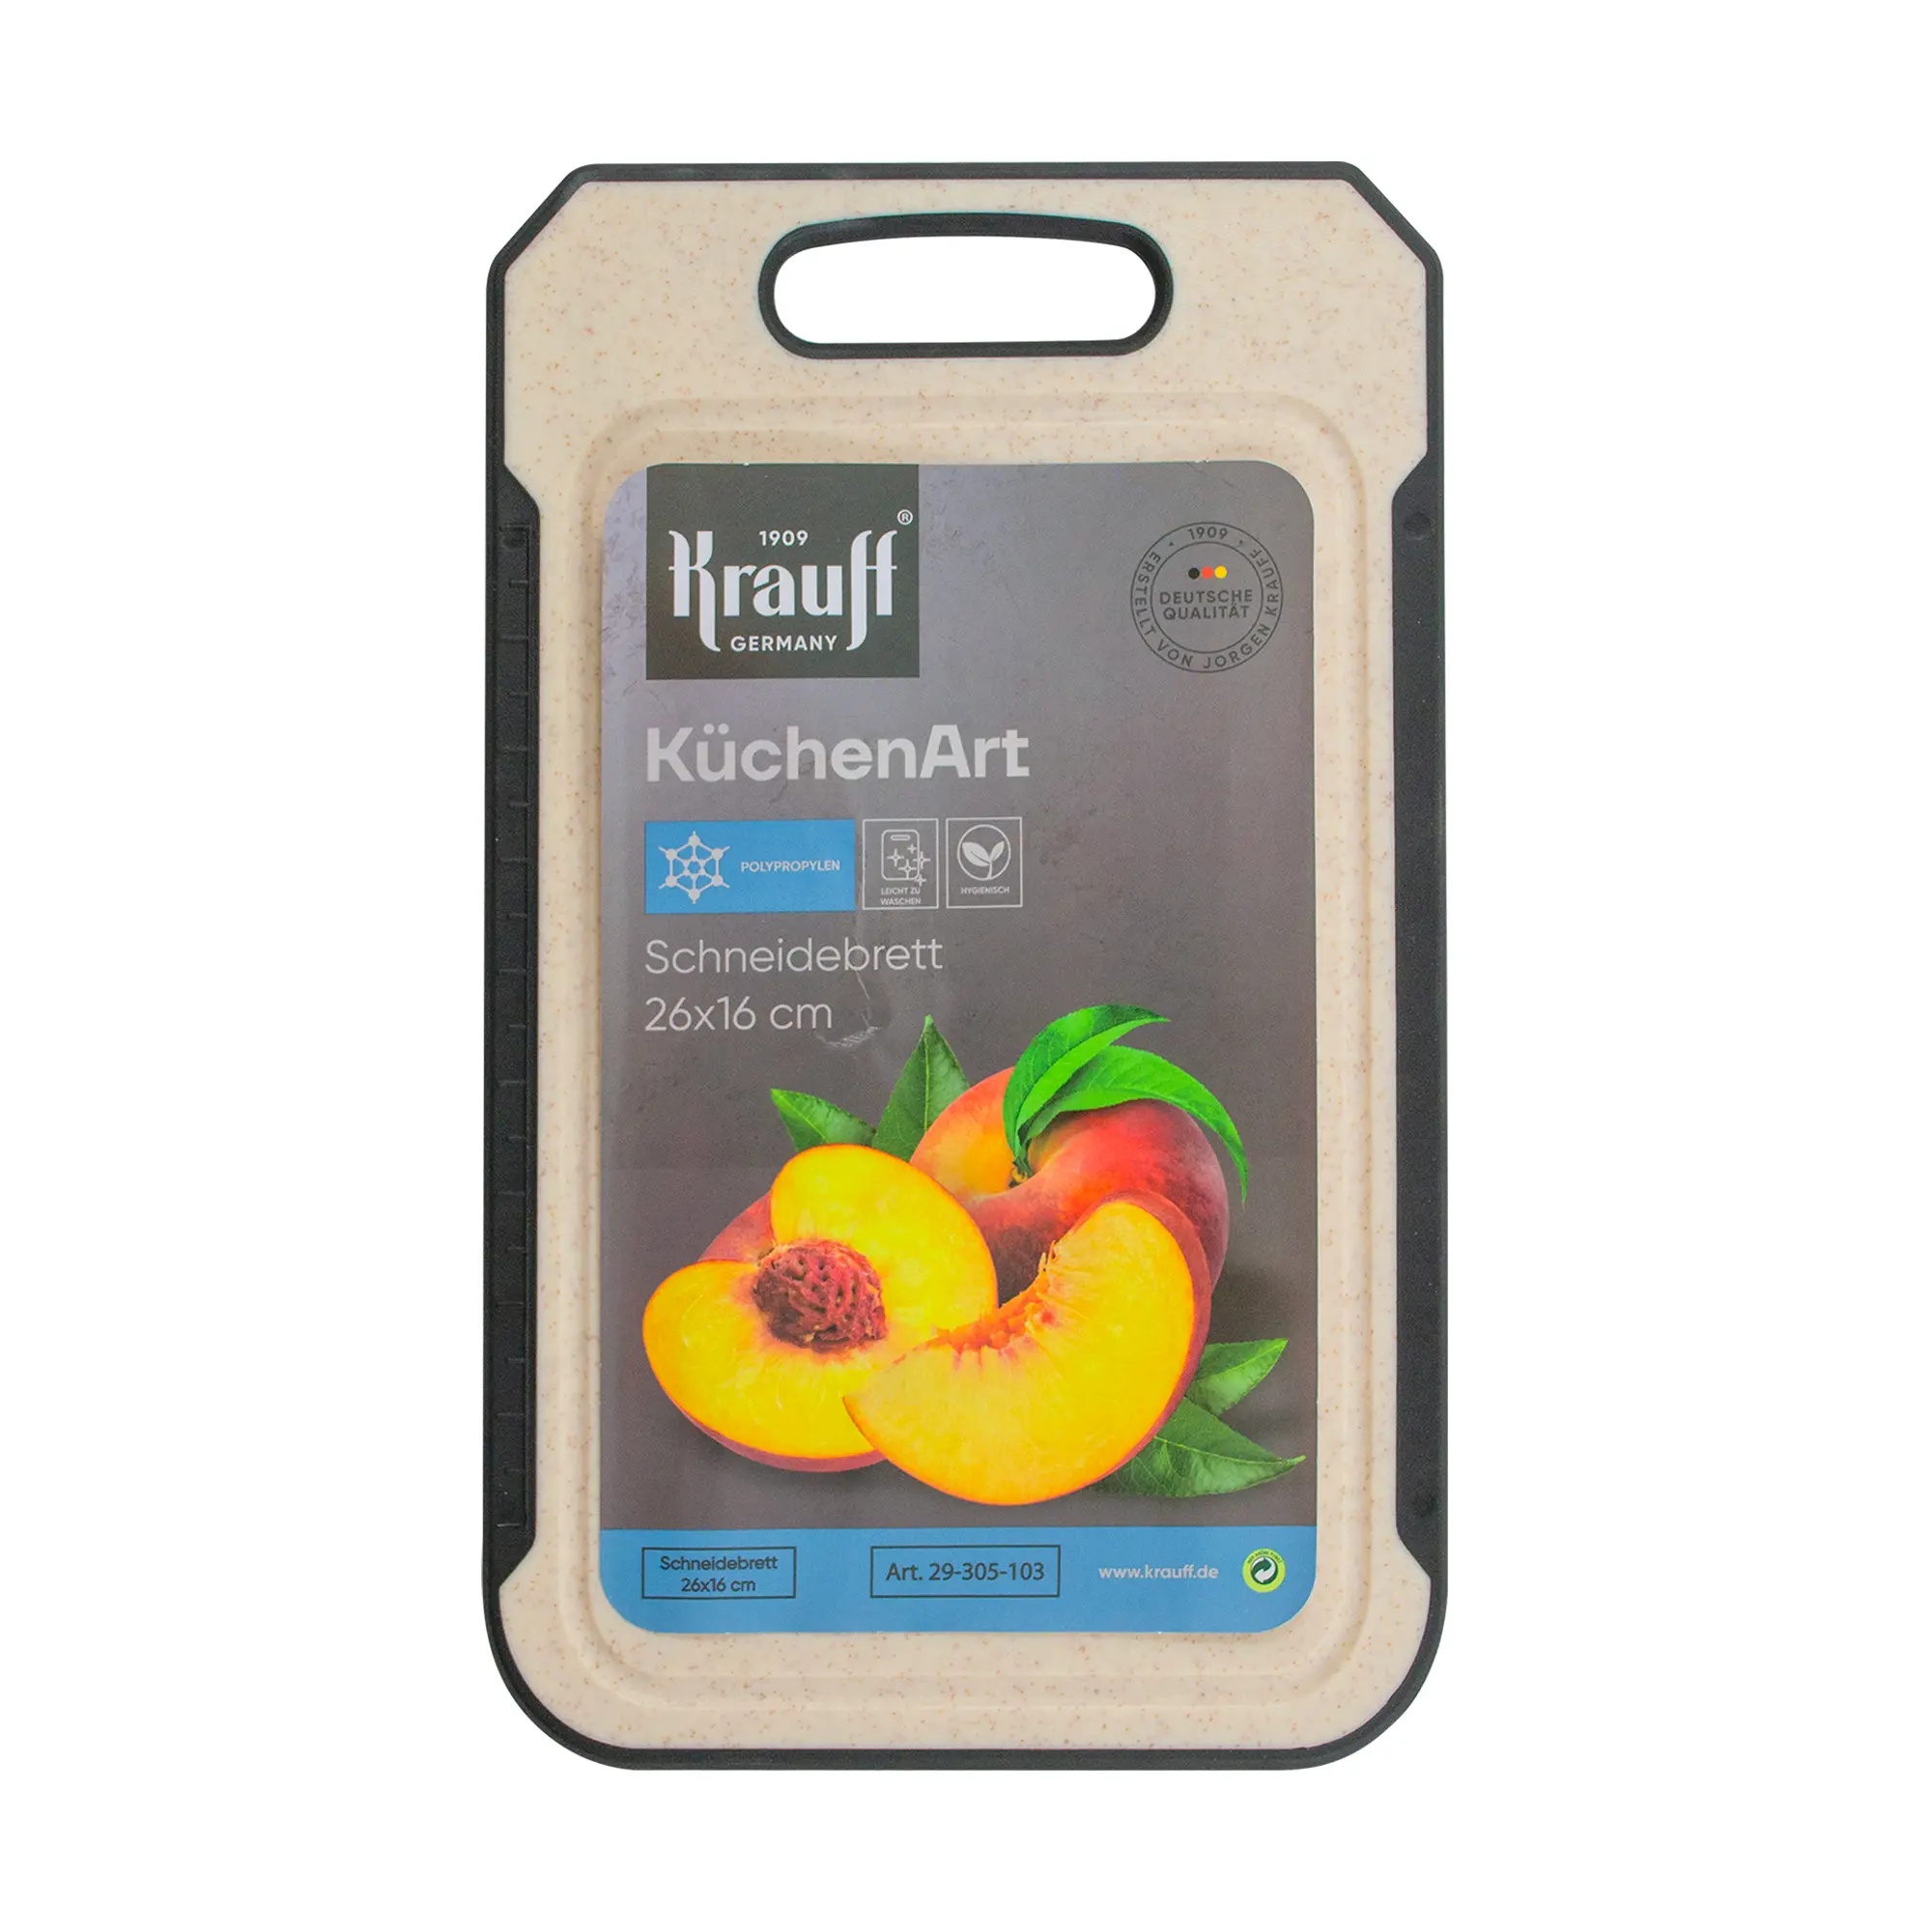 1909
Krauff®
GERMANY
1909
ERSTELLT VON JORGEN KRAUFF
DEUTSCHE
QUALITÄT
KüchenArt
POLYPROPYLEN
LEICHT ZU
WASCHEN
HYGIENISCH
Schneidebrett
26x16 cm
Schneidebrett
26x16 cm
Art. 29-305-103
www.krauff.de